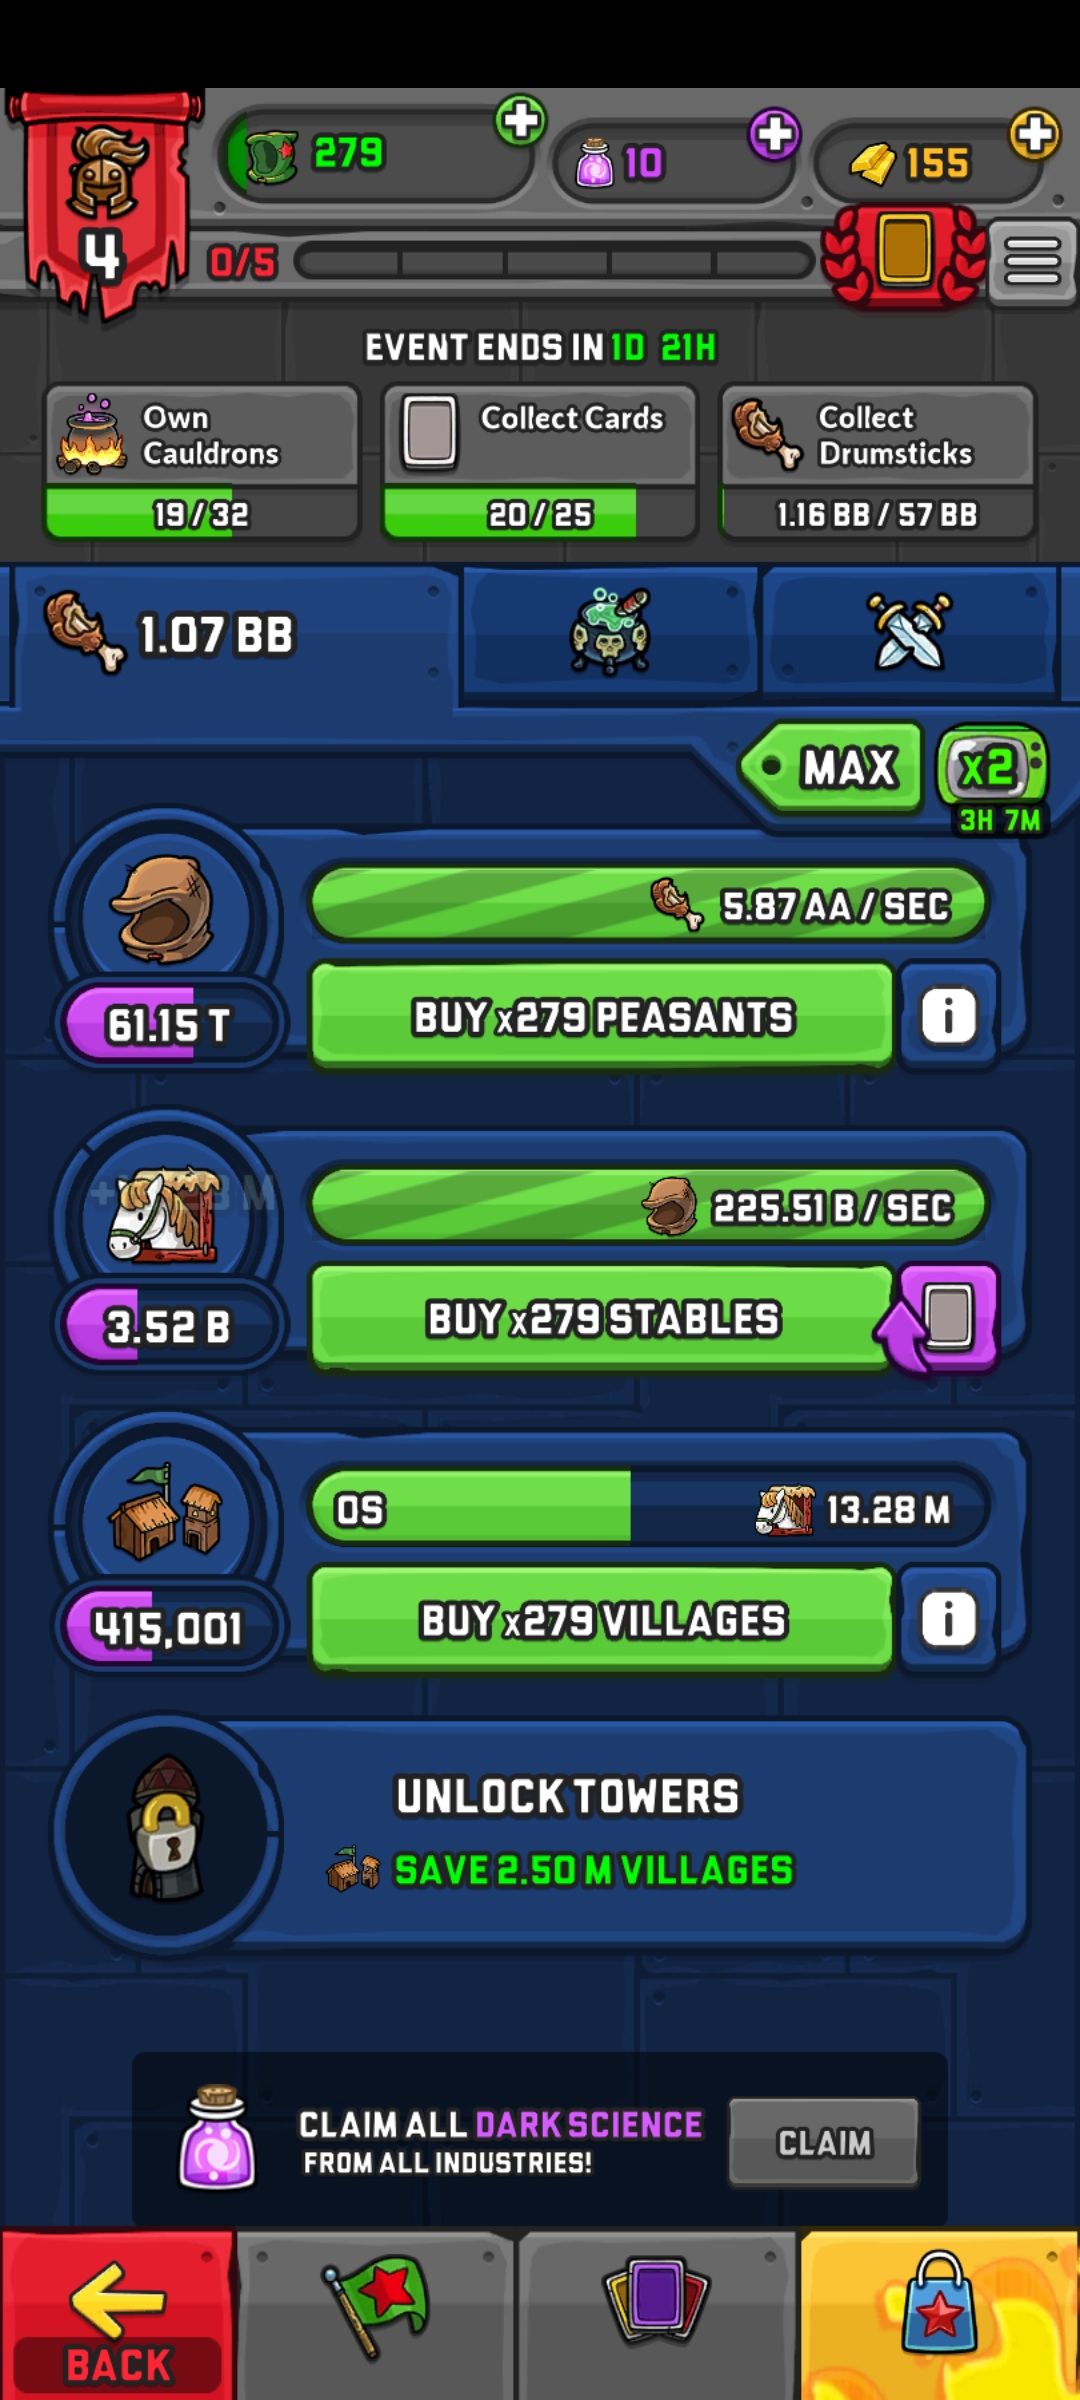 279
10
155
4
0/5
EVENT ENDS IN 1D 21H
Own
Cauldrons
19/32
Collect Cards
20/25
Collect
Drumsticks
1.16 BB / 57 BB
1.07 BB
MAX
x2
3H 7M
5.87 AA / SEC
61.15 T
BUY x279 PEASANTS
i
225.51 B / SEC
3.52 B
BUY x279 STABLES
0S
13.28 M
415,001
BUY x279 VILLAGES
i
UNLOCK TOWERS
SAVE 2.50 M VILLAGES
CLAIM ALL DARK SCIENCE
FROM ALL INDUSTRIES!
CLAIM
BACK